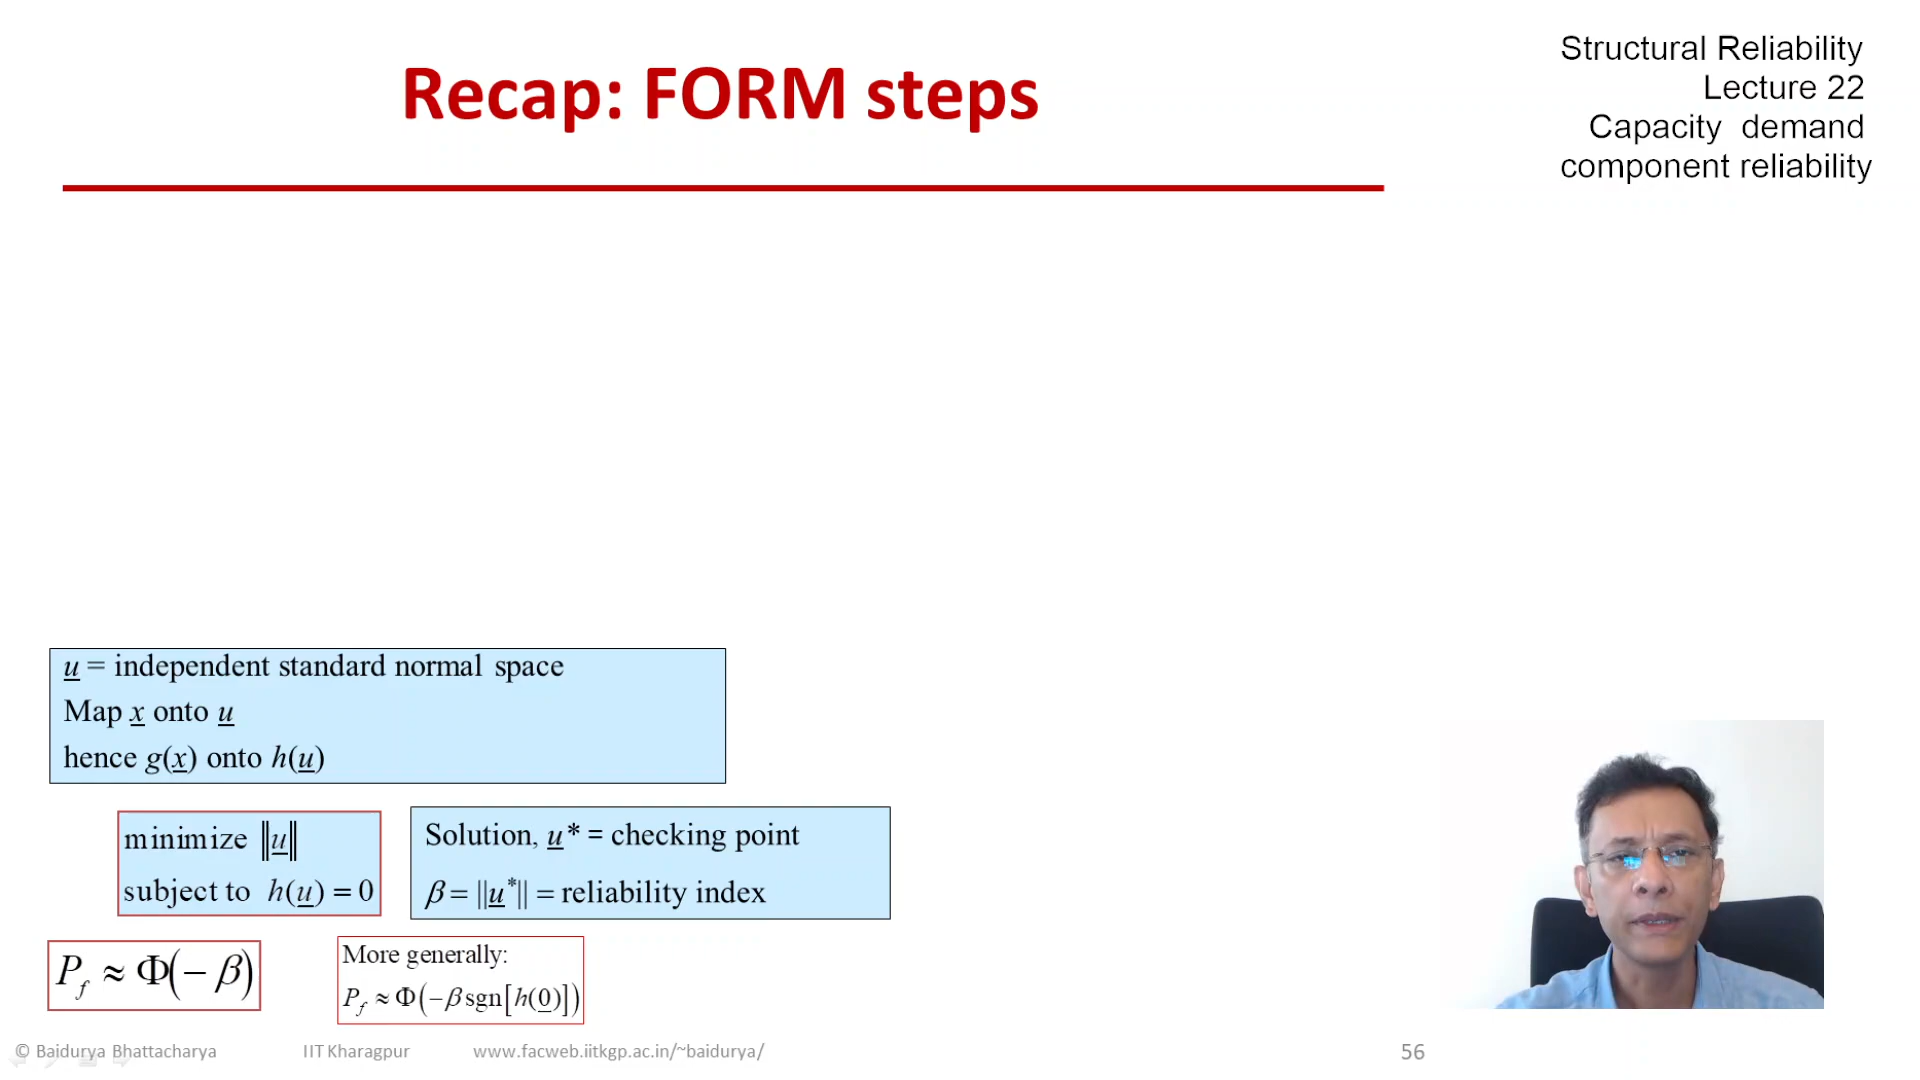 Recap: FORM steps
Structural Reliability
Lecture 22
Capacity demand
component reliability
u = independent standard normal space
Map x onto u
hence g(x) onto h(u)
minimize ‖u‖
subject to h(u) = 0
Solution, u* = checking point
β = ||u*|| = reliability index
P_f ≈ Φ(− β)
More generally:
P_f ≈ Φ(−β sgn[h(0)])
© Baidurya Bhattacharya IIT Kharagpur www.facweb.iitkgp.ac.in/~baidurya/ 56